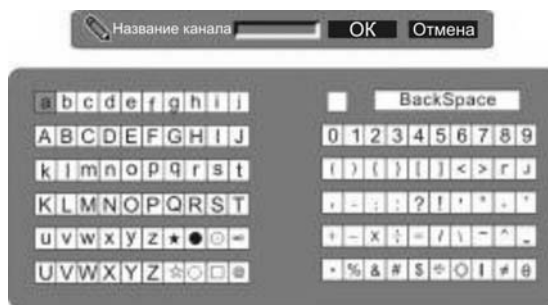 Название канала OK Отмена
a b c d e f g h i j BackSpace
A B C D E F G H I J 0 1 2 3 4 5 6 7 8 9
k l m n o p q r s t ( ) { } [ ] < >
K L M N O P Q R S T ? !
u v w x y z ★ ● + - X ÷ = / \
U V W X Y Z ☆ ○ □ @ % & # $ ≠